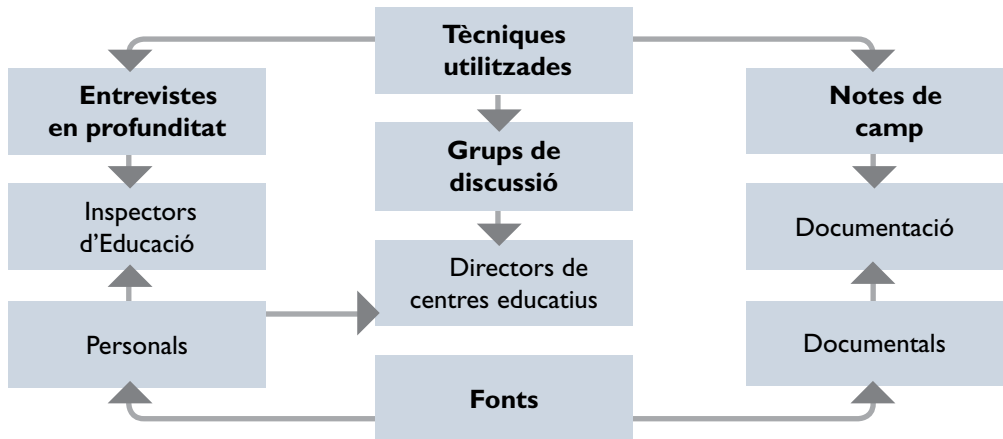 Tècniques
utilitzades
Entrevistes
en profunditat
Notes de
camp
Grups de
discussió
Inspectors
d’Educació
Documentació
Directors de
centres educatius
Personals
Documentals
Fonts